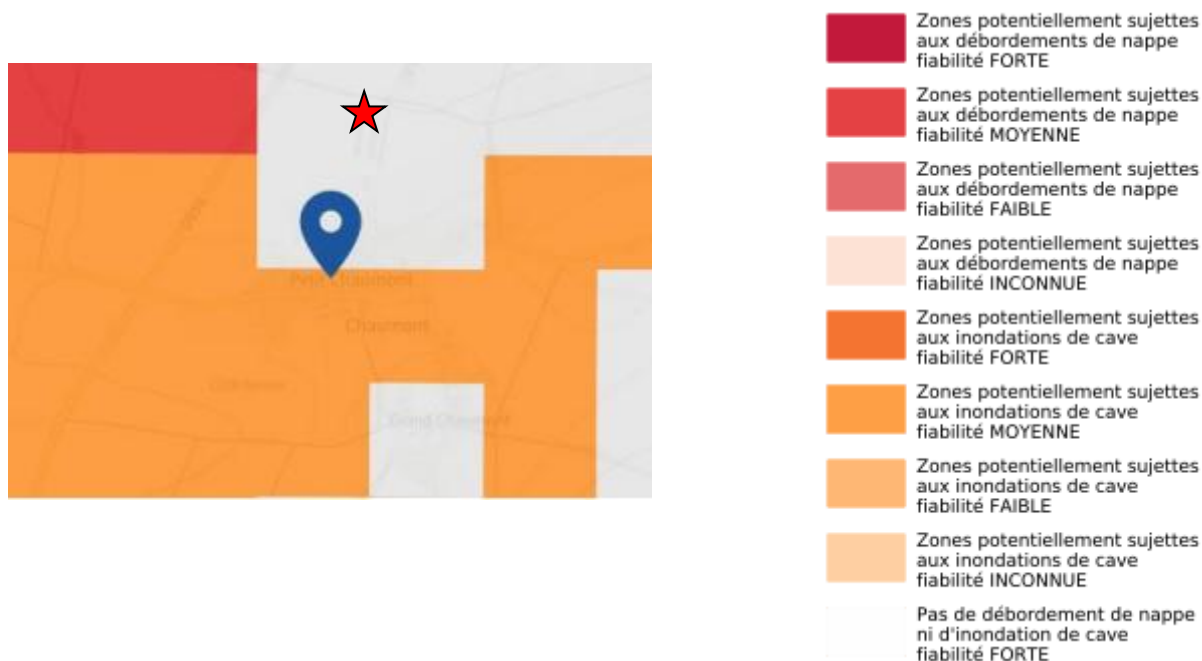 Zones potentiellement sujettes
aux débordements de nappe
fiabilité FORTE
Zones potentiellement sujettes
aux débordements de nappe
fiabilité MOYENNE
Zones potentiellement sujettes
aux débordements de nappe
fiabilité FAIBLE
Zones potentiellement sujettes
aux débordements de nappe
fiabilité INCONNUE
Zones potentiellement sujettes
aux inondations de cave
fiabilité FORTE
Zones potentiellement sujettes
aux inondations de cave
fiabilité MOYENNE
Zones potentiellement sujettes
aux inondations de cave
fiabilité FAIBLE
Zones potentiellement sujettes
aux inondations de cave
fiabilité INCONNUE
Pas de débordement de nappe
ni d'inondation de cave
fiabilité FORTE
Petit Chaumont
Chaumont
Grand Chaumont